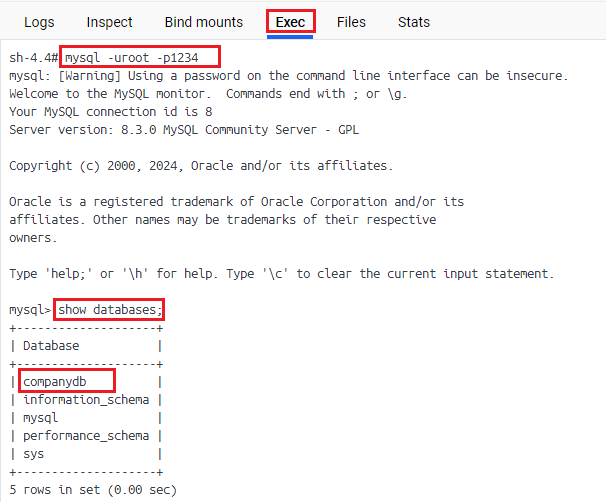 Logs Inspect Bind mounts Exec Files Stats
sh-4.4# mysql -uroot -p1234
mysql: [Warning] Using a password on the command line interface can be insecure.
Welcome to the MySQL monitor.  Commands end with ; or \g.
Your MySQL connection id is 8
Server version: 8.3.0 MySQL Community Server - GPL
Copyright (c) 2000, 2024, Oracle and/or its affiliates.
Oracle is a registered trademark of Oracle Corporation and/or its
affiliates. Other names may be trademarks of their respective
owners.
Type 'help;' or '\h' for help. Type '\c' to clear the current input statement.
mysql> show databases;
+--------------------+
| Database           |
+--------------------+
| companydb          |
| information_schema |
| mysql              |
| performance_schema |
| sys                |
+--------------------+
5 rows in set (0.00 sec)